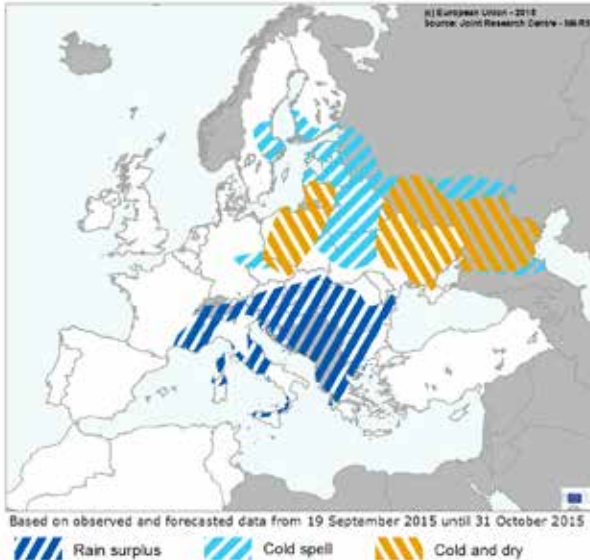 (c) European Union - 2015
Source: Joint Research Centre - MARS
Based on observed and forecasted data from 19 September 2015 until 31 October 2015
Rain surplus
Cold spell
Cold and dry